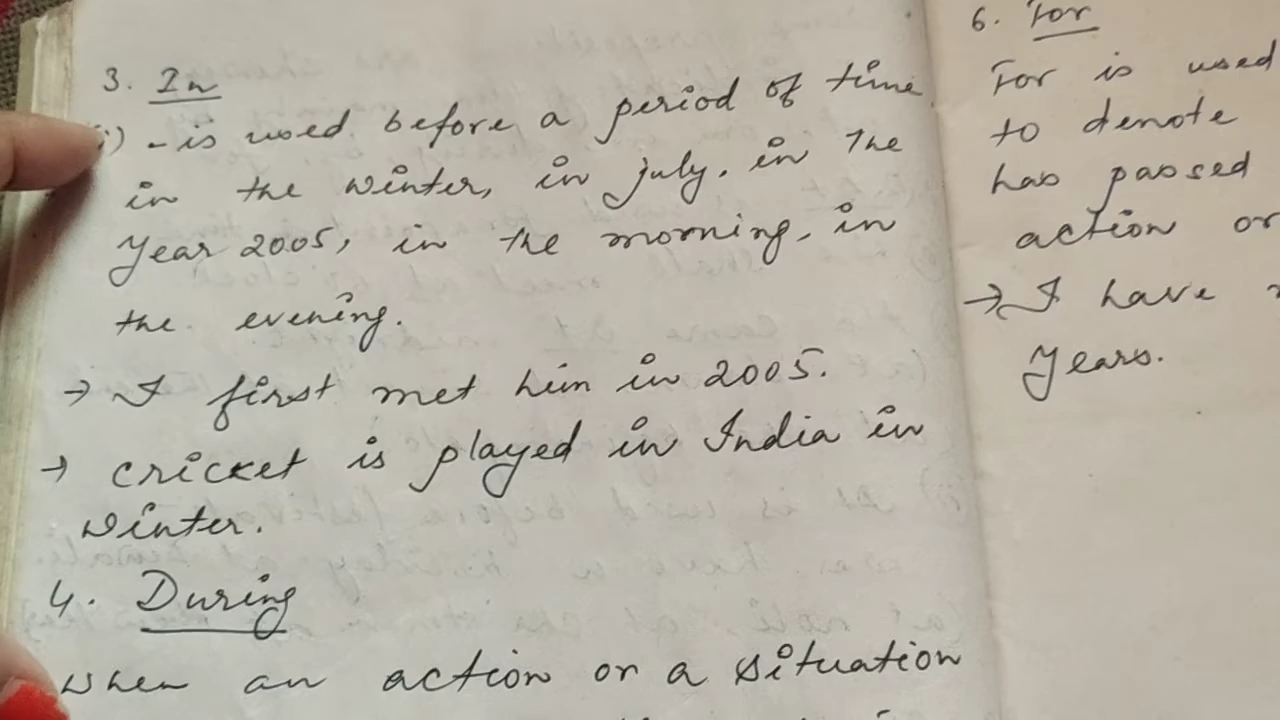 3. In
i) - is used before a period of time
in the winter, in july, in the
Year 2005, in the morning, in
the evening.
→ I first met him in 2005.
→ cricket is played in India in
winter.
4. During
when an action or a situation
6. For
For is used
to denote
has passed
action or
→ I have
Years.